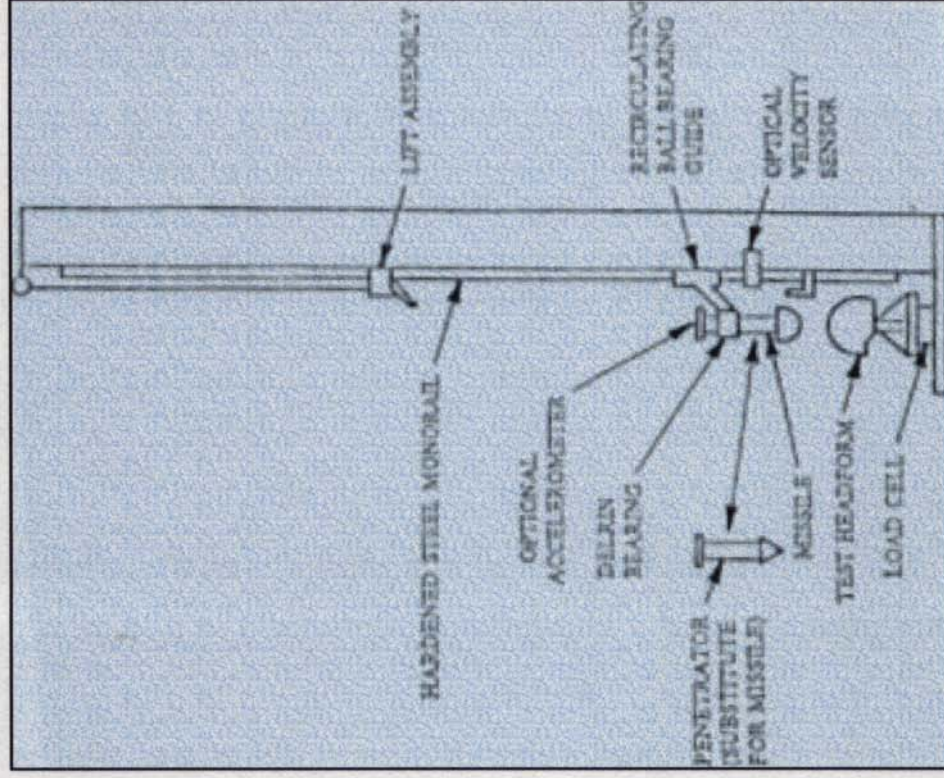 LIFT ASSEMBLY
HARDENED STEEL MONORAIL
OPTIONAL
ACCELEROMETER
RECIRCULATING
BALL BEARING
GUIDE
DELRIN
BEARING
OPTICAL
VELOCITY
SENSOR
PENETRATOR
(SUBSTITUTE
FOR MISSILE)
MISSILE
TEST HEADFORM
LOAD CELL